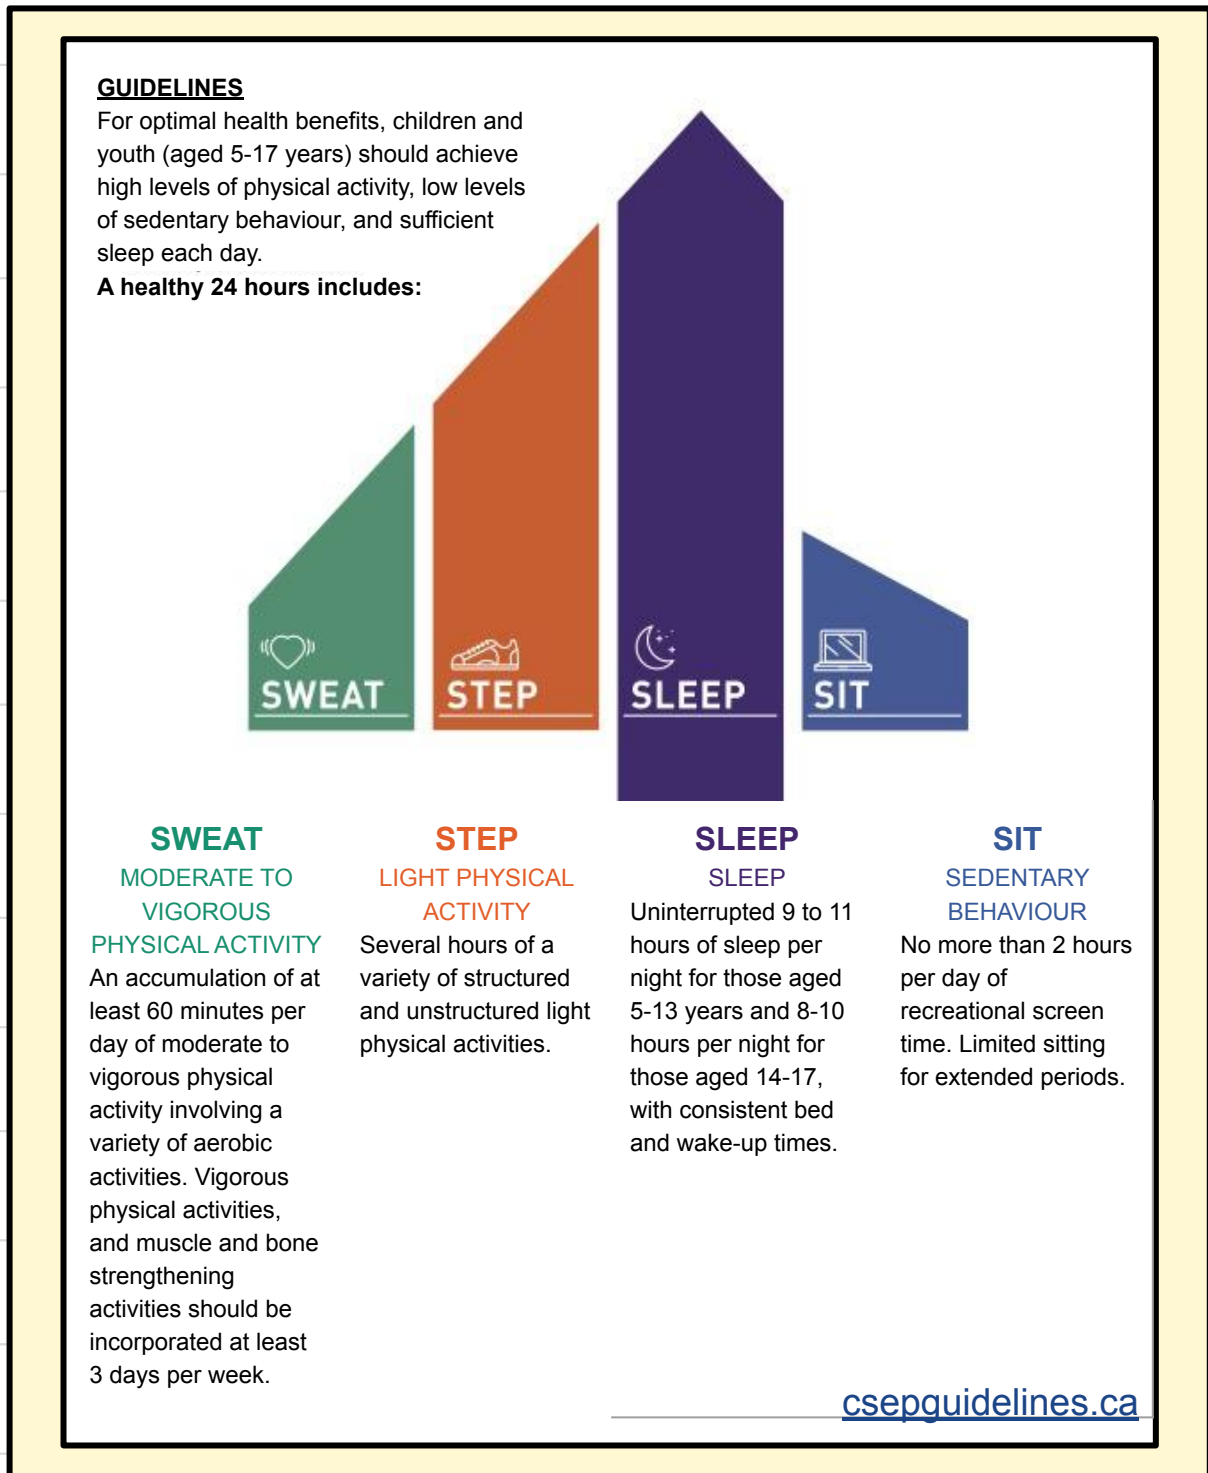 GUIDELINES
For optimal health benefits, children and
youth (aged 5-17 years) should achieve
high levels of physical activity, low levels
of sedentary behaviour, and sufficient
sleep each day.
A healthy 24 hours includes:
SWEAT
STEP
SLEEP
SIT
SWEAT
MODERATE TO
VIGOROUS
PHYSICAL ACTIVITY
An accumulation of at
least 60 minutes per
day of moderate to
vigorous physical
activity involving a
variety of aerobic
activities. Vigorous
physical activities,
and muscle and bone
strengthening
activities should be
incorporated at least
3 days per week.
STEP
LIGHT PHYSICAL
ACTIVITY
Several hours of a
variety of structured
and unstructured light
physical activities.
SLEEP
SLEEP
Uninterrupted 9 to 11
hours of sleep per
night for those aged
5-13 years and 8-10
hours per night for
those aged 14-17,
with consistent bed
and wake-up times.
SIT
SEDENTARY
BEHAVIOUR
No more than 2 hours
per day of
recreational screen
time. Limited sitting
for extended periods.
csepguidelines.ca